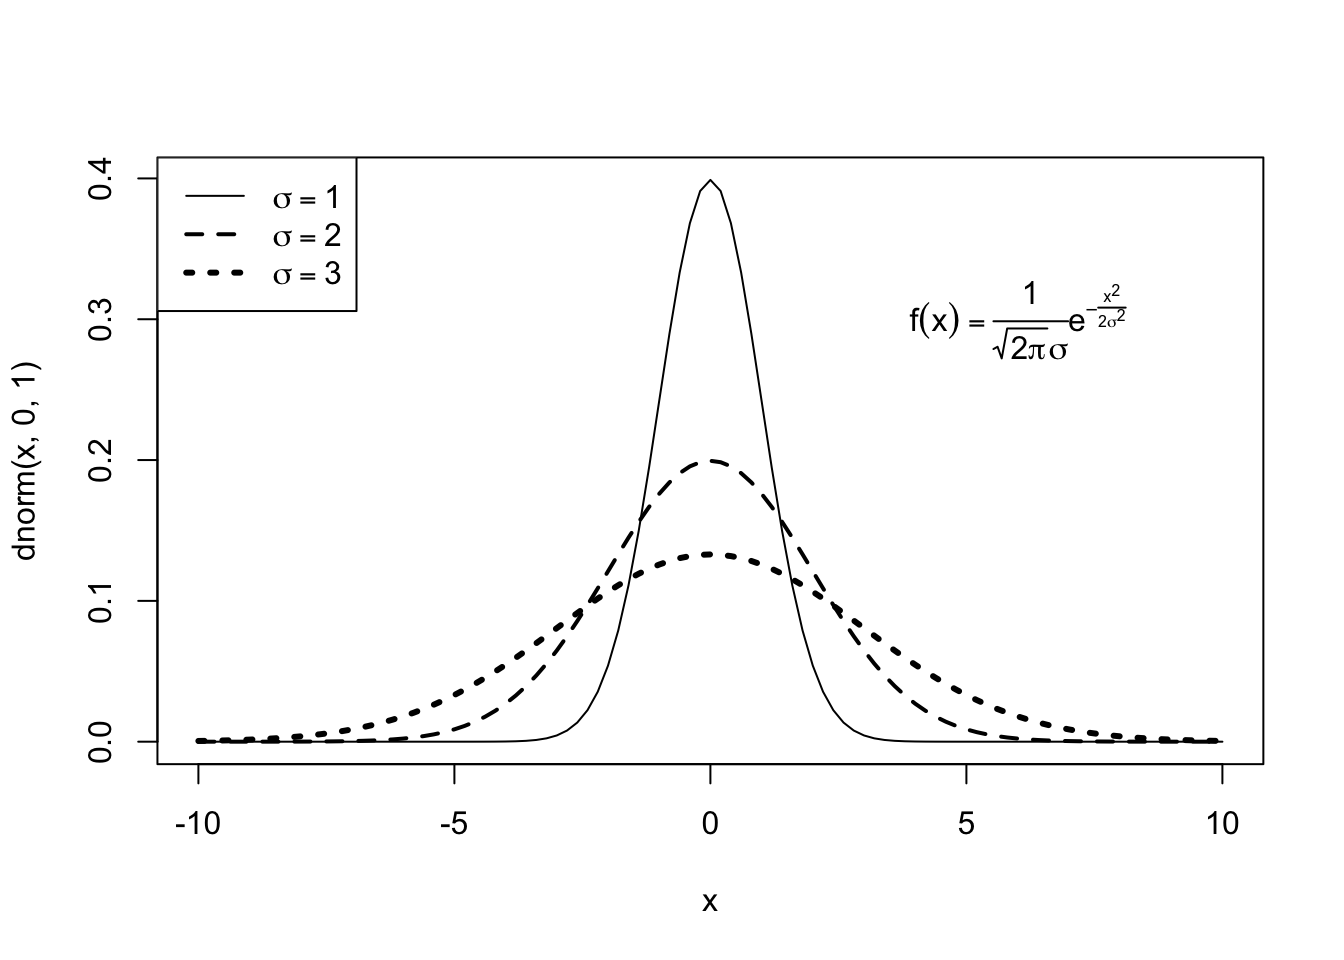 σ = 1
σ = 2
σ = 3
f(x) = 1/(√2π σ) e^(−x²/2σ²)
dnorm(x, 0, 1)
0.4
0.3
0.2
0.1
0.0
-10 -5 0 5 10
x